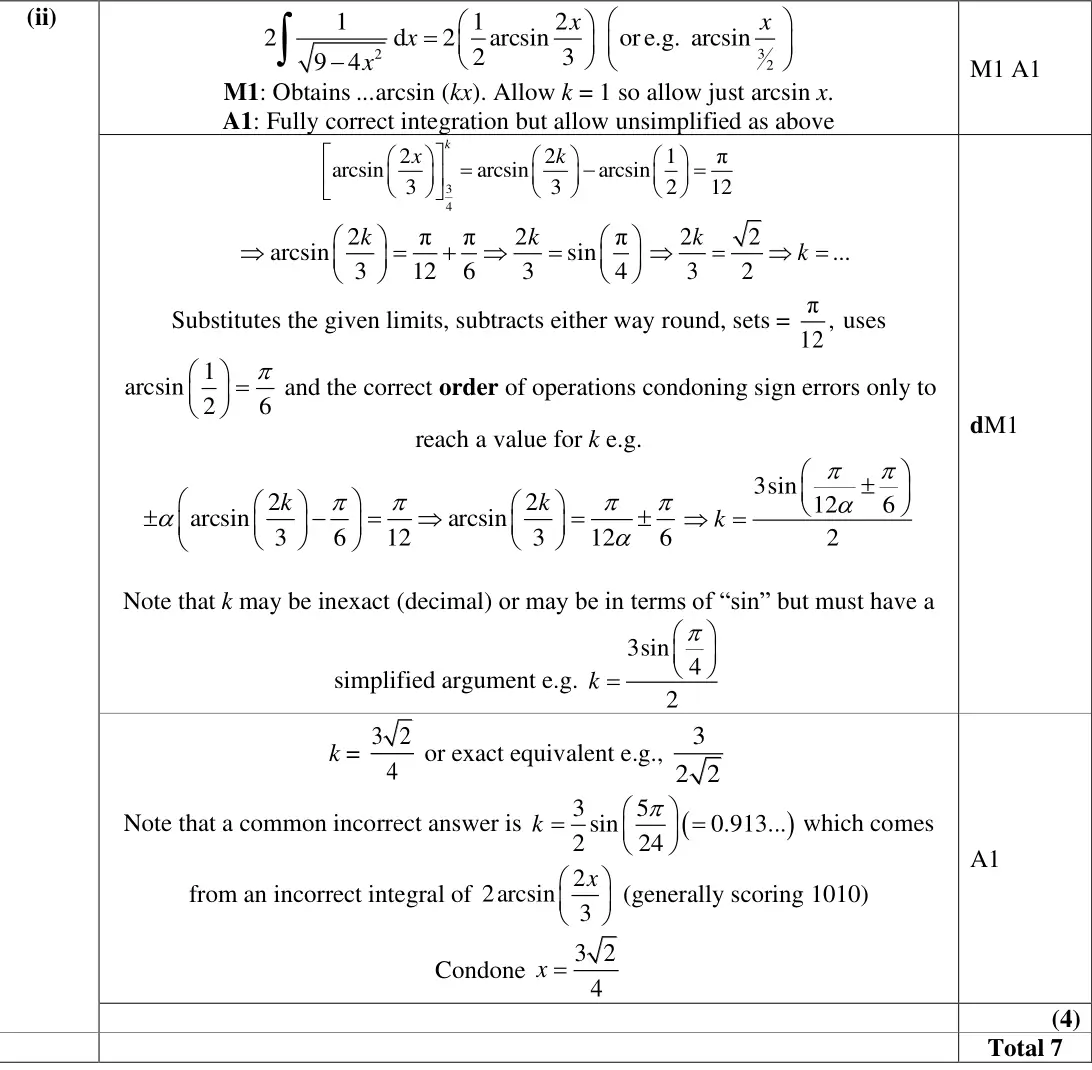 (ii)
2∫ 1/√(9 − 4x²) dx = 2(1/2 arcsin 2x/3) (or e.g. arcsin x/(3/2))
M1 A1
M1: Obtains ...arcsin (kx). Allow k = 1 so allow just arcsin x.
A1: Fully correct integration but allow unsimplified as above
[arcsin(2x/3)]_{3/4}^{k} = arcsin(2k/3) − arcsin(1/2) = π/12
⇒ arcsin(2k/3) = π/12 + π/6 ⇒ 2k/3 = sin(π/4) ⇒ 2k/3 = √2/2 ⇒ k = ...
Substitutes the given limits, subtracts either way round, sets = π/12, uses
arcsin(1/2) = π/6 and the correct order of operations condoning sign errors only to
reach a value for k e.g.
dM1
±α(arcsin(2k/3) − π/6) = π/12 ⇒ arcsin(2k/3) = π/12α ± π/6 ⇒ k = 3sin(π/12α ± π/6)/2
Note that k may be inexact (decimal) or may be in terms of “sin” but must have a
simplified argument e.g. k = 3sin(π/4)/2
k = 3√2/4 or exact equivalent e.g., 3/2√2
Note that a common incorrect answer is k = 3/2 sin(5π/24)(= 0.913...) which comes
A1
from an incorrect integral of 2arcsin(2x/3) (generally scoring 1010)
Condone x = 3√2/4
(4)
Total 7